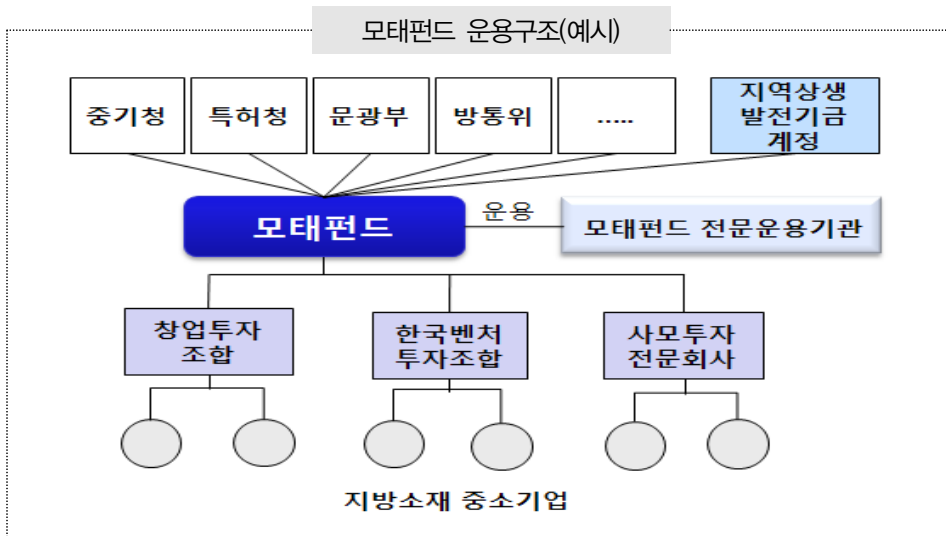 모태펀드 운용구조(예시)
중기청
특허청
문광부
방통위
.....
지역상생
발전기금
계정
모태펀드
운용
모태펀드 전문운용기관
창업투자
조합
한국벤처
투자조합
사모투자
전문회사
지방소재 중소기업